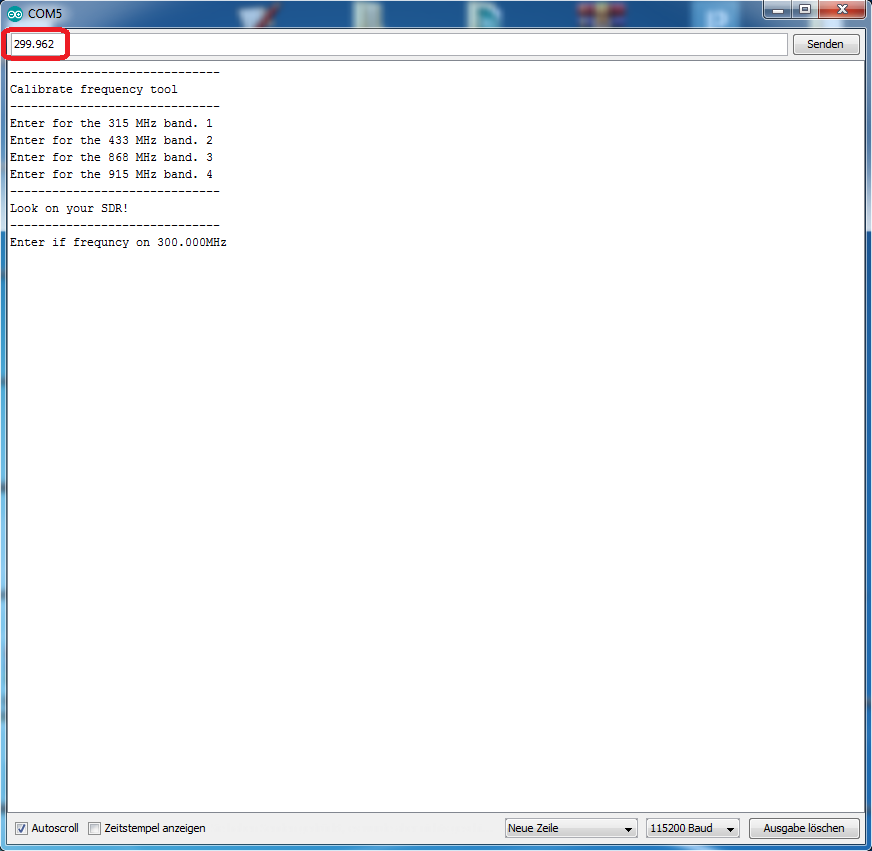 COM5
299.962
Senden
------------------------------
Calibrate frequency tool
------------------------------
Enter for the 315 MHz band. 1
Enter for the 433 MHz band. 2
Enter for the 868 MHz band. 3
Enter for the 915 MHz band. 4
------------------------------
Look on your SDR!
------------------------------
Enter if frequncy on 300.000MHz
Autoscroll Zeitstempel anzeigen Neue Zeile 115200 Baud Ausgabe löschen